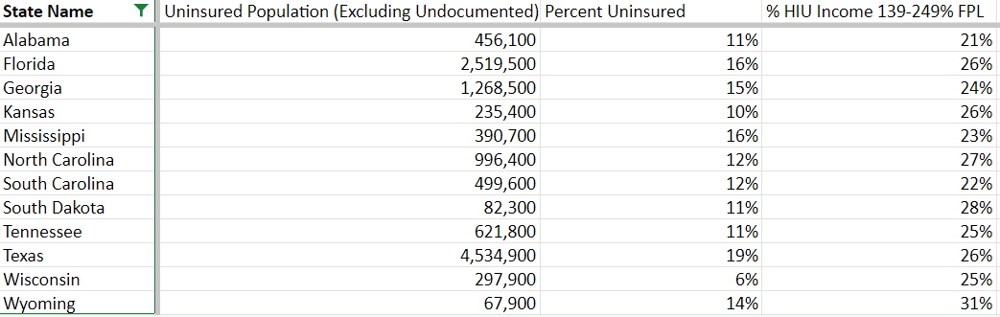 State Name Uninsured Population (Excluding Undocumented) Percent Uninsured % HIU Income 139-249% FPL
Alabama 456,100 11% 21%
Florida 2,519,500 16% 26%
Georgia 1,268,500 15% 24%
Kansas 235,400 10% 26%
Mississippi 390,700 16% 23%
North Carolina 996,400 12% 27%
South Carolina 499,600 12% 22%
South Dakota 82,300 11% 28%
Tennessee 621,800 11% 25%
Texas 4,534,900 19% 26%
Wisconsin 297,900 6% 25%
Wyoming 67,900 14% 31%